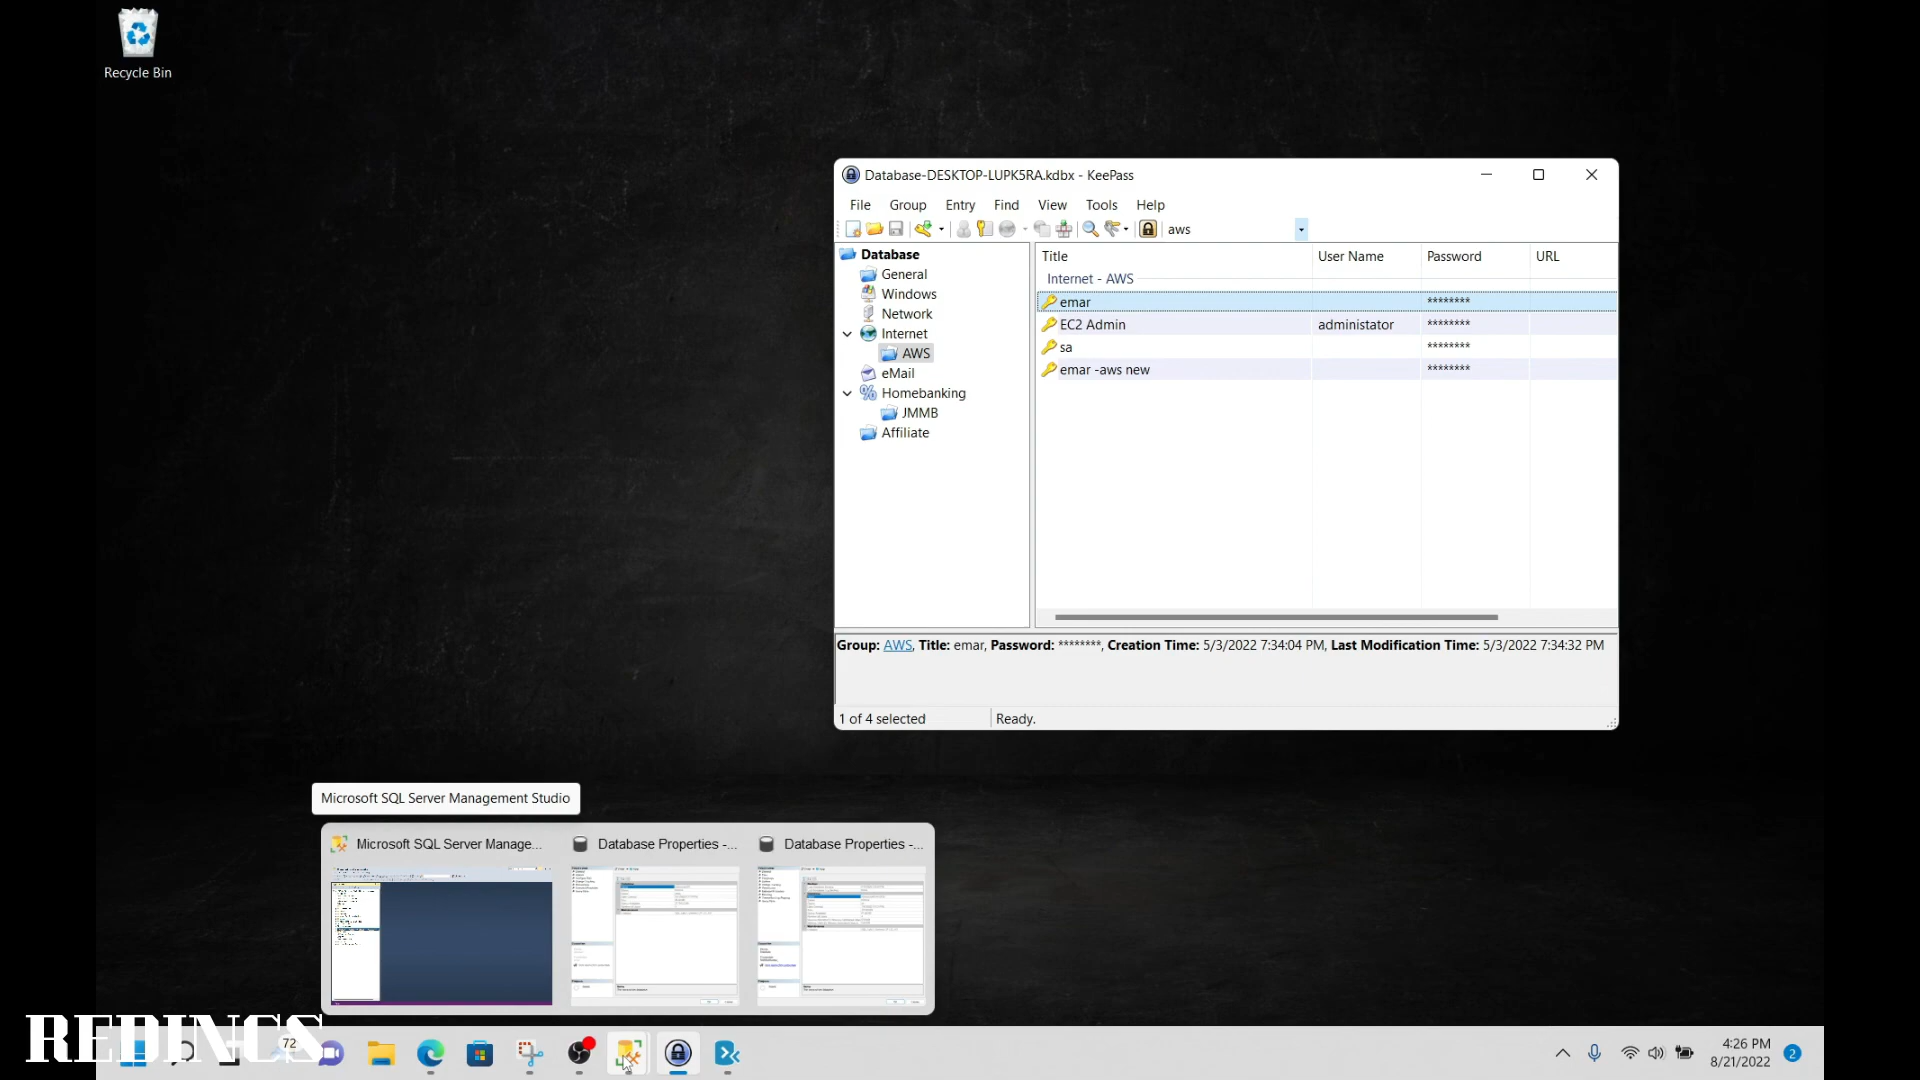 Recycle Bin
Database-DESKTOP-LUPK5RA.kdbx - KeePass
File Group Entry Find View Tools Help
aws
Database
General
Windows
Network
Internet
AWS
eMail
Homebanking
JMMB
Affiliate
Title User Name Password URL
Internet - AWS
emar ********
EC2 Admin administator ********
sa ********
emar -aws new ********
Group: AWS, Title: emar, Password: ********, Creation Time: 5/3/2022 7:34:04 PM, Last Modification Time: 5/3/2022 7:34:32 PM
1 of 4 selected Ready.
Microsoft SQL Server Management Studio
Microsoft SQL Server Manage... Database Properties -... Database Properties -...
REDINCS
72
4:26 PM
8/21/2022
2